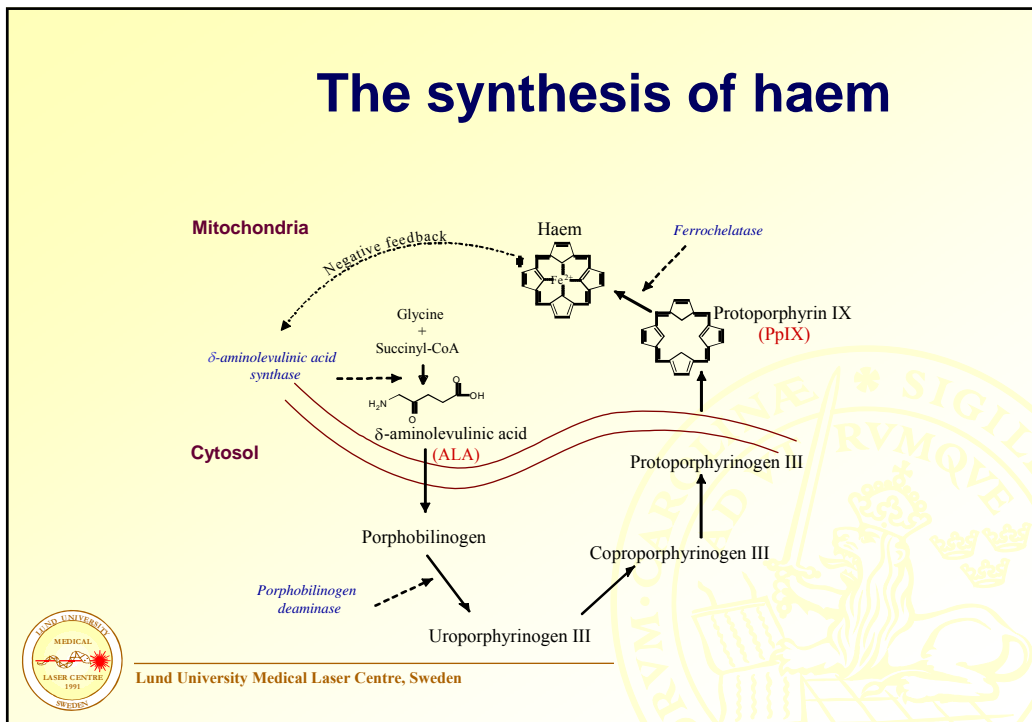 The synthesis of haem
Mitochondria
Negative feedback
Haem
Fe2+
Ferrochelatase
Glycine
+
Succinyl-CoA
Protoporphyrin IX
(PpIX)
δ-aminolevulinic acid
synthase
H2N
O
O
OH
δ-aminolevulinic acid
(ALA)
Cytosol
Protoporphyrinogen III
Porphobilinogen
Coproporphyrinogen III
Porphobilinogen
deaminase
Uroporphyrinogen III
LUND UNIVERSITY
MEDICAL
LASER CENTRE
1991
SWEDEN
Lund University Medical Laser Centre, Sweden